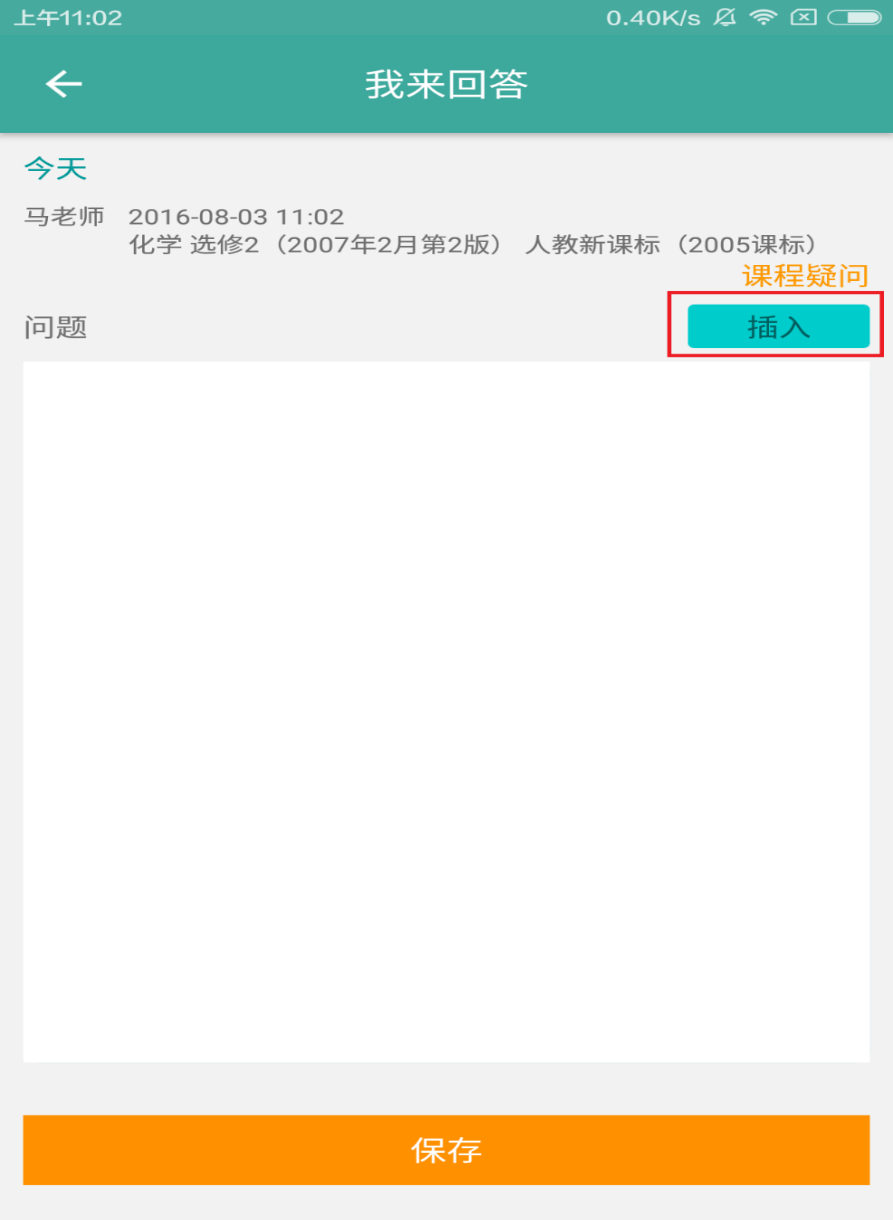 上午11:02 0.40K/s
我来回答
今天
马老师 2016-08-03 11:02
化学 选修2（2007年2月第2版） 人教新课标（2005课标）
课程疑问
问题 插入
保存